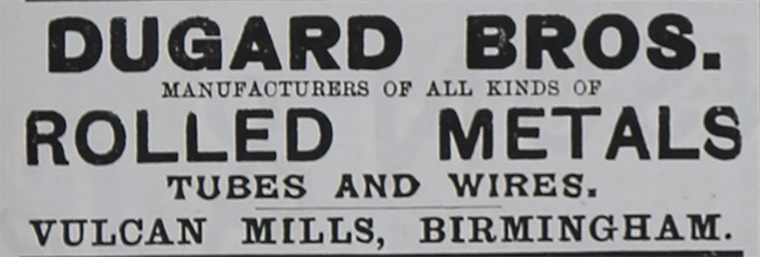 DUGARD BROS.
MANUFACTURERS OF ALL KINDS OF
ROLLED METALS
TUBES AND WIRES.
VULCAN MILLS, BIRMINGHAM.